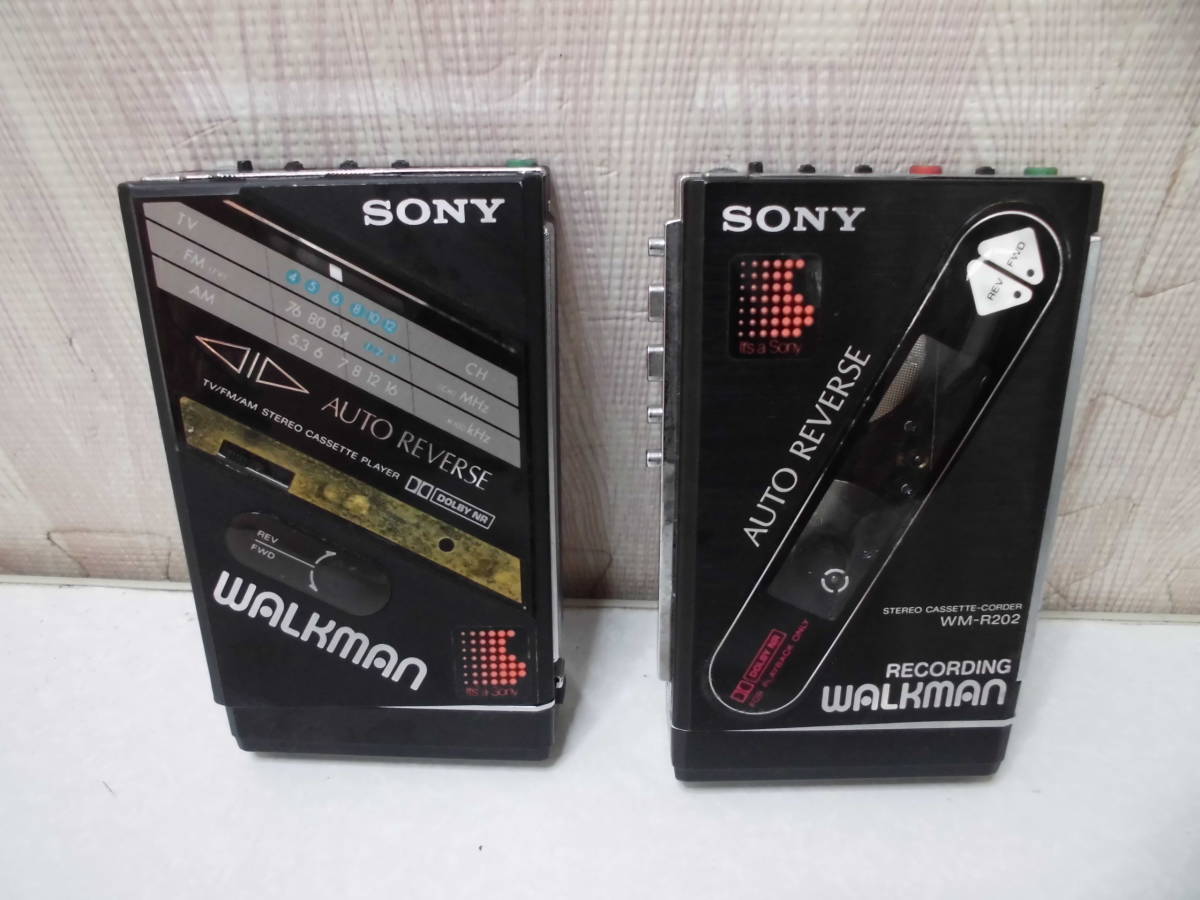 SONY
TV
4 5 6 8 10 12
CH
FM
76 80 84
1 2 3
MHz
AM
5.3 6 7 8 12 16
kHz
AUTO REVERSE
TV/FM/AM STEREO CASSETTE PLAYER
DOLBY NR
REV
FWD
WALKMAN
It's a Sony
SONY
FWD
REV
It's a Sony
AUTO REVERSE
STEREO CASSETTE-CORDER
WM-R202
DOLBY NR
FOR PLAYBACK ONLY
RECORDING
WALKMAN